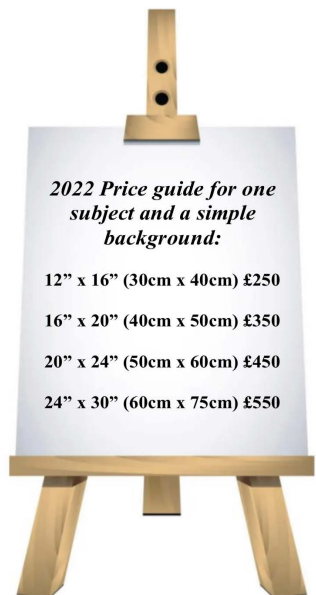 2022 Price guide for one
subject and a simple
background:
12” x 16” (30cm x 40cm) £250
16” x 20” (40cm x 50cm) £350
20” x 24” (50cm x 60cm) £450
24” x 30” (60cm x 75cm) £550